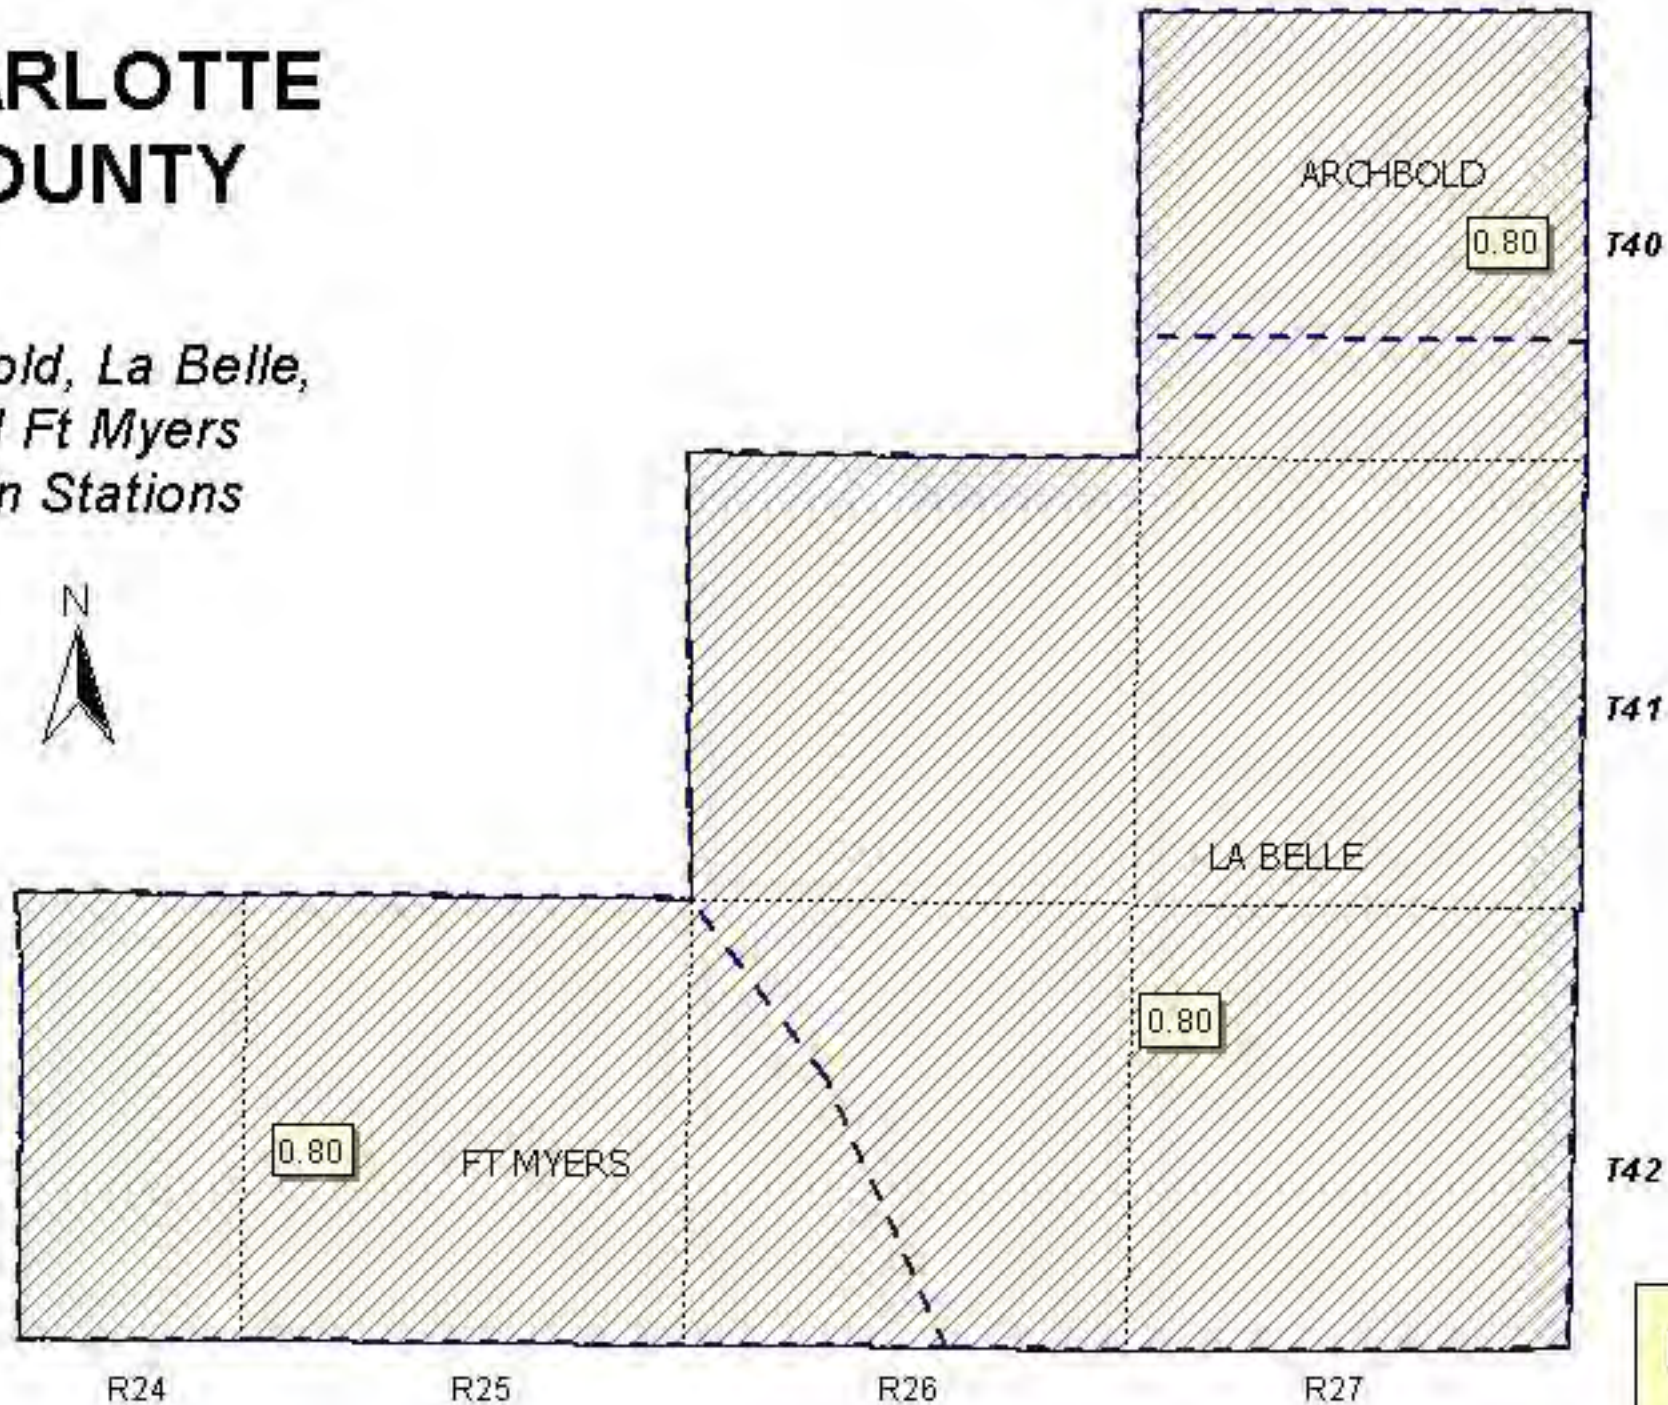 ARLOTTE
OUNTY
old, La Belle,
Ft Myers
n Stations
N
ARCHBOLD
0.80
T40
T41
LA BELLE
0.80
0.80
FT MYERS
T42
R24
R25
R26
R27